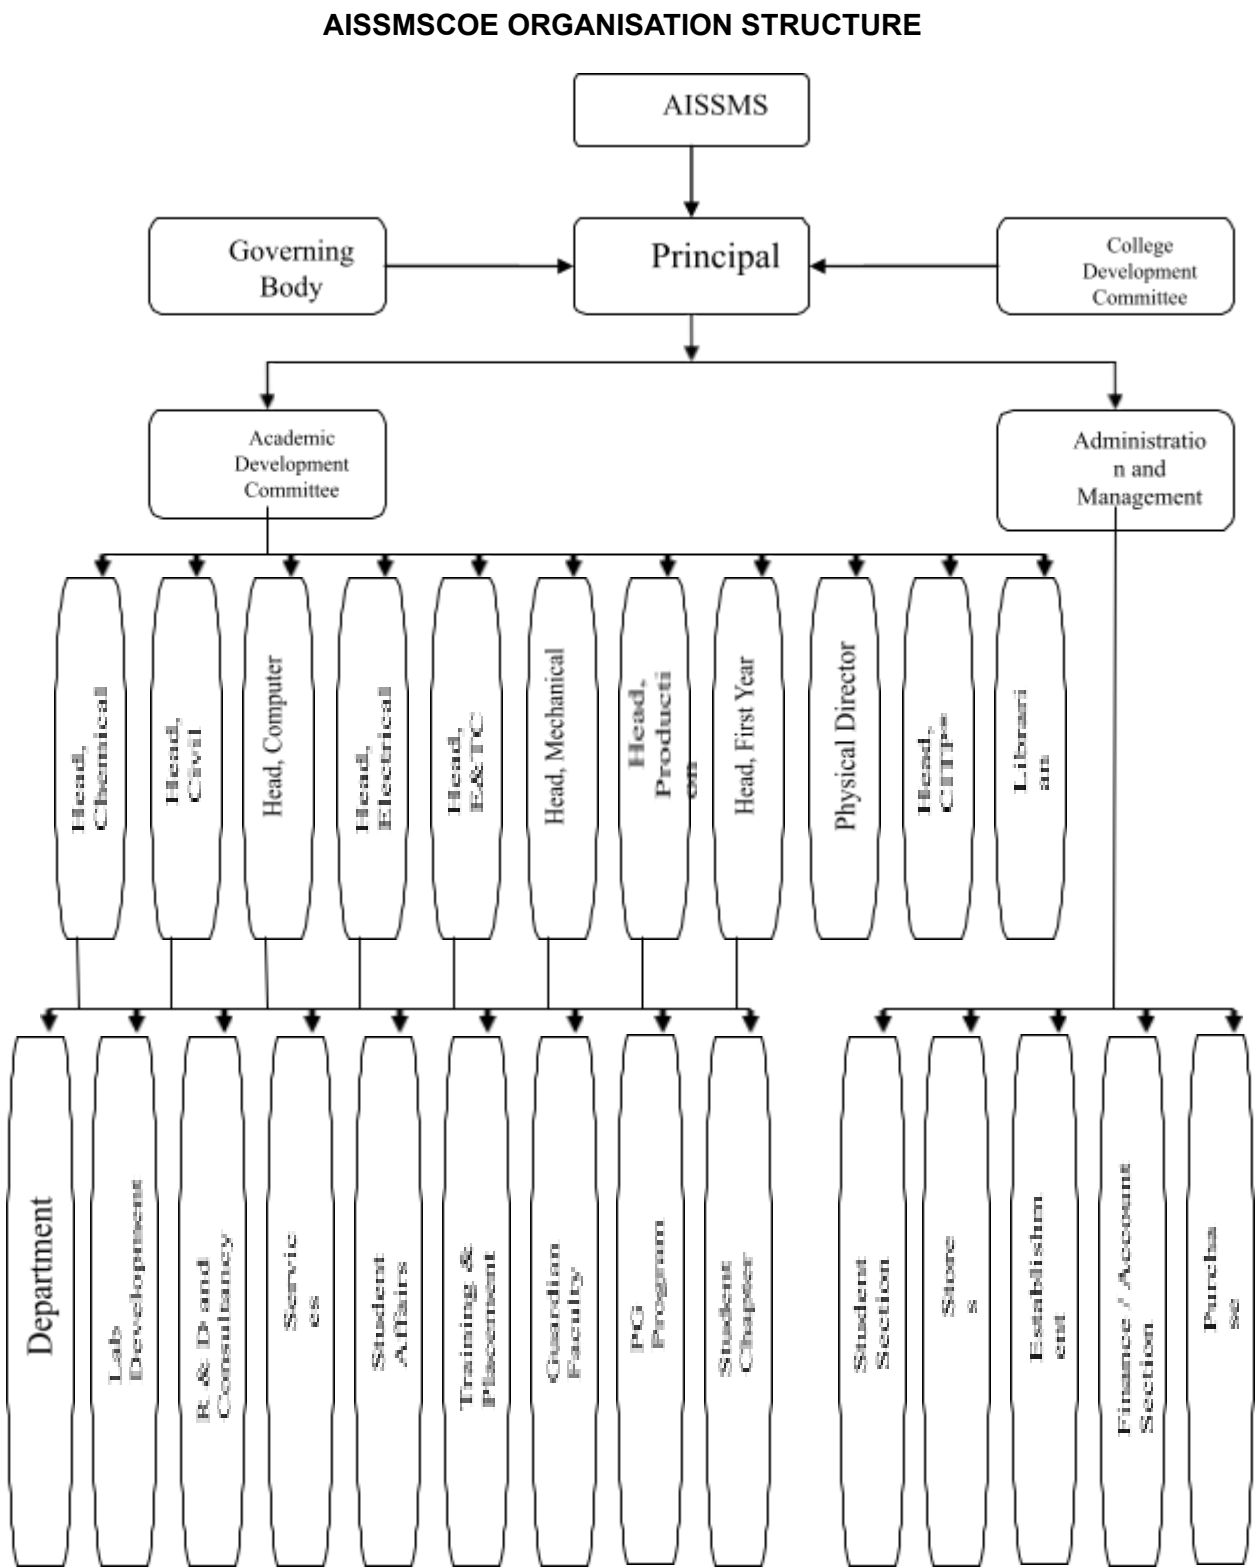 AISSMSCOE ORGANISATION STRUCTURE
AISSMS
Governing
Body
Principal
College
Development
Committee
Academic
Development
Committee
Administratio
n and
Management
Head,
Chemical
Head,
Civil
Head, Computer
Head,
Electrical
Head,
E&TC
Head, Mechanical
Head,
Producti
on
Head, First Year
Physical Director
Head,
CITPs
Librari
an
Department
Lab
Development
R & D and
Consultancy
Servic
es
Student
Affairs
Training &
Placement
Guardian
Faculty
PG
Program
Student
Chapser
Student
Section
Store
s
Establishm
ent
Finance / Account
Section
Purcha
se